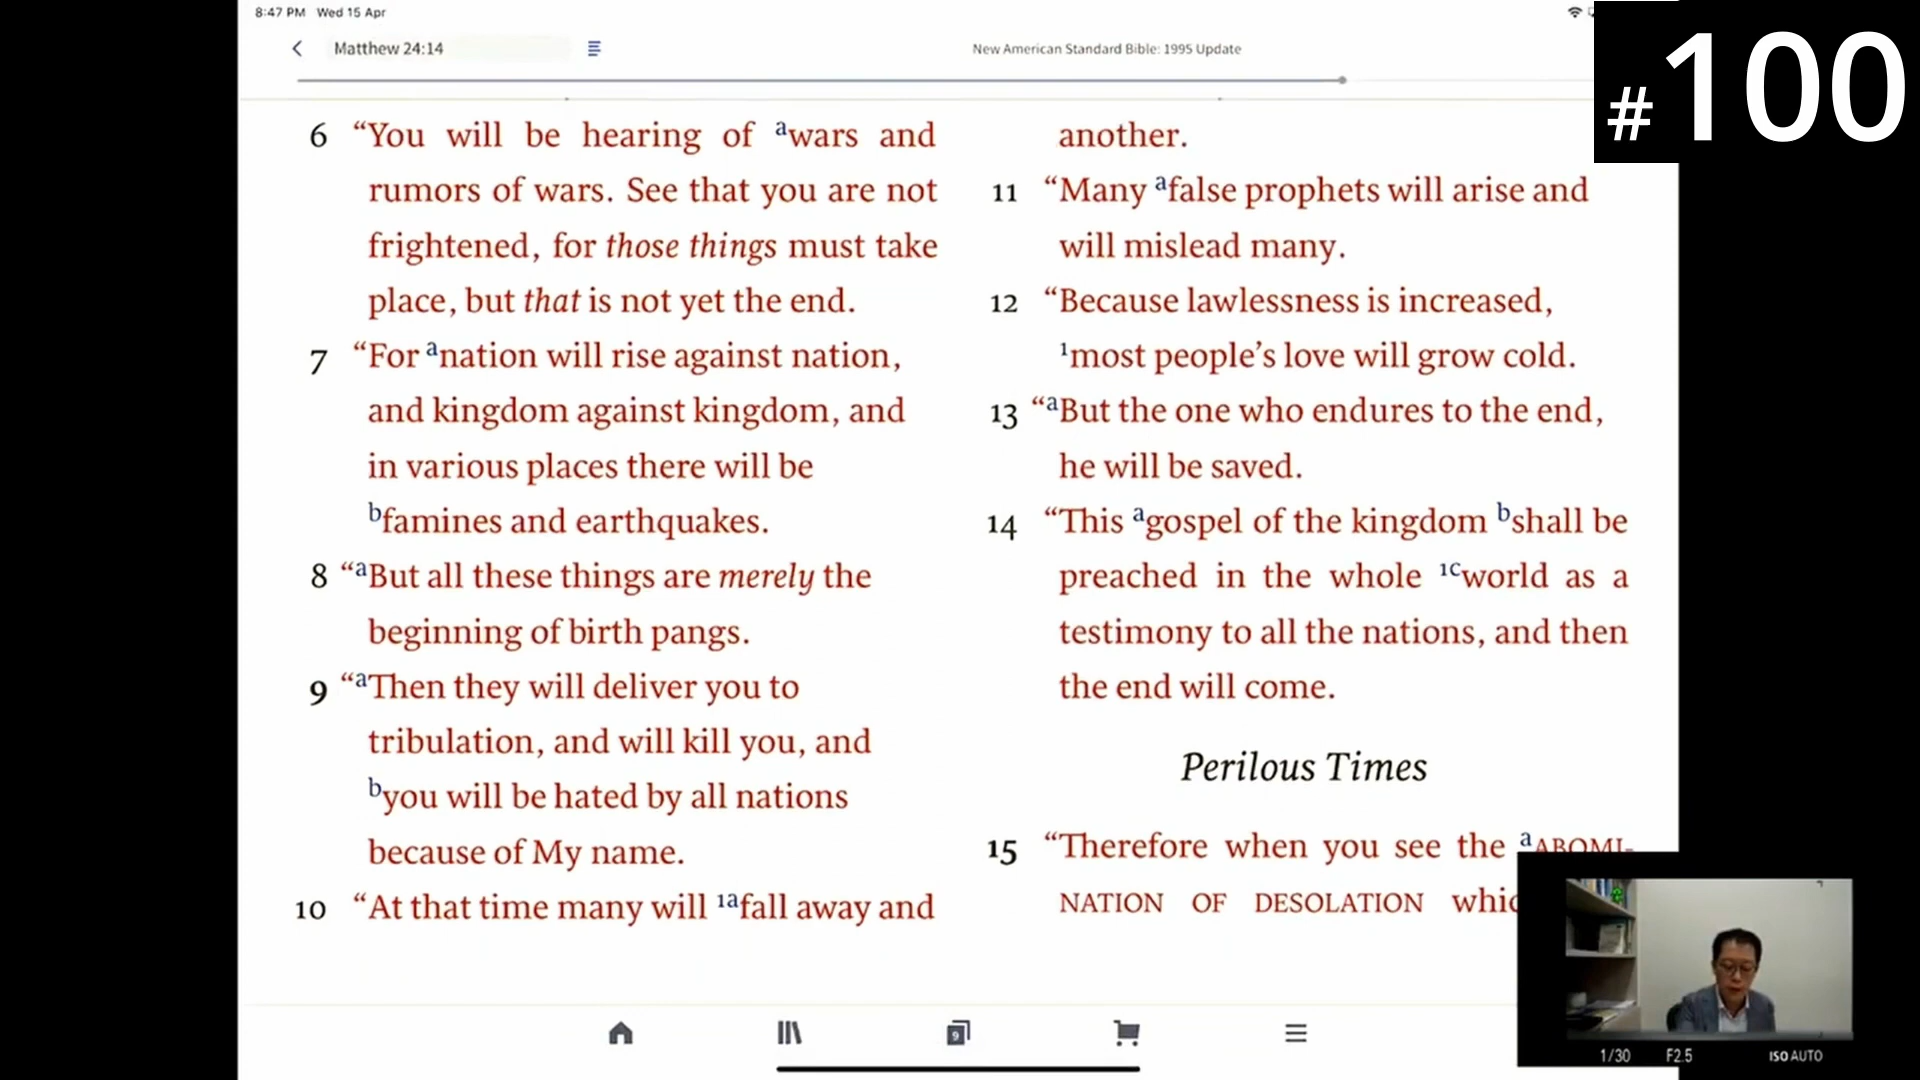 8:47 PM Wed 15 Apr
Matthew 24:14
New American Standard Bible: 1995 Update
#100
6 “You will be hearing of awars and
rumors of wars. See that you are not
frightened, for those things must take
place, but that is not yet the end.
7 “For anation will rise against nation,
and kingdom against kingdom, and
in various places there will be
bfamines and earthquakes.
8 “aBut all these things are merely the
beginning of birth pangs.
9 “aThen they will deliver you to
tribulation, and will kill you, and
byou will be hated by all nations
because of My name.
10 “At that time many will 1afall away and
another.
11 “Many afalse prophets will arise and
will mislead many.
12 “Because lawlessness is increased,
1most people’s love will grow cold.
13 “aBut the one who endures to the end,
he will be saved.
14 “This agospel of the kingdom bshall be
preached in the whole 1cworld as a
testimony to all the nations, and then
the end will come.
Perilous Times
15 “Therefore when you see the aABOMI-
NATION OF DESOLATION whic
9
1/30 F2.5 ISO AUTO